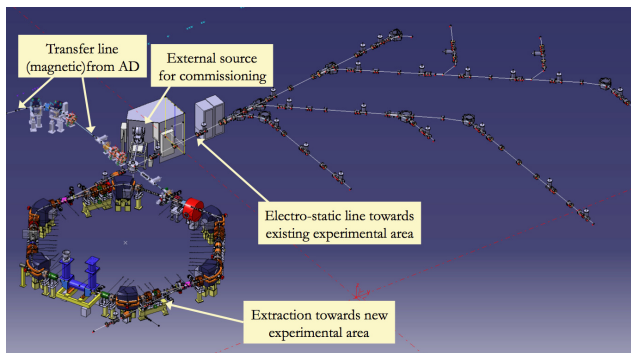 Transfer line
(magnetic)from AD
External source
for commissioning
Electro-static line towards
existing experimental area
Extraction towards new
experimental area